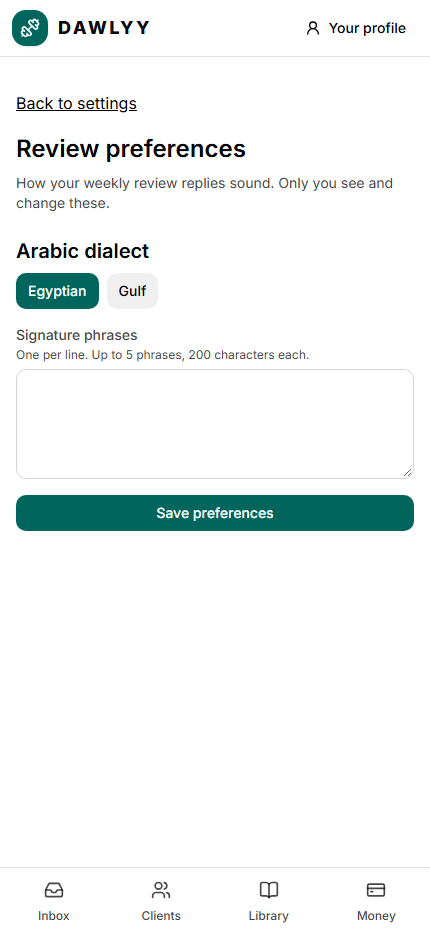 DAWLYY
Your profile
Back to settings
Review preferences
How your weekly review replies sound. Only you see and
change these.
Arabic dialect
Egyptian
Gulf
Signature phrases
One per line. Up to 5 phrases, 200 characters each.
Save preferences
Inbox
Clients
Library
Money